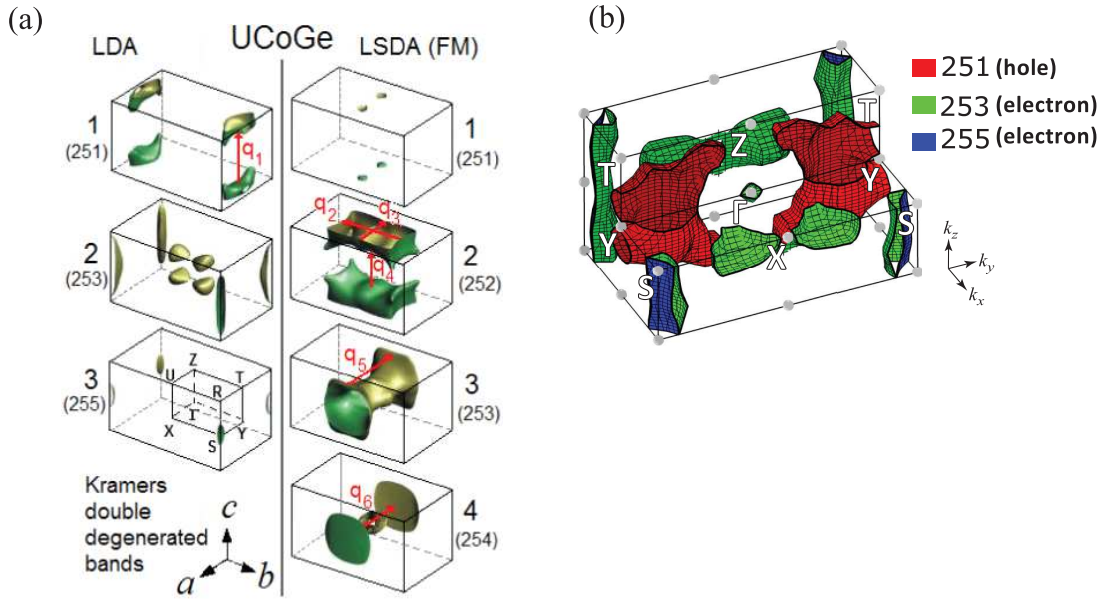 (a)
UCoGe
LDA
LSDA (FM)
1
(251)
q1
1
(251)
2
(253)
q2
q3
q4
2
(252)
3
(255)
Z
U
T
R
Γ
X
Y
S
q5
3
(253)
Kramers
double
degenerated
bands
c
a
b
q6
4
(254)
(b)
251 (hole)
253 (electron)
255 (electron)
T
Z
T
Y
Γ
Y
X
S
S
kz
ky
kx